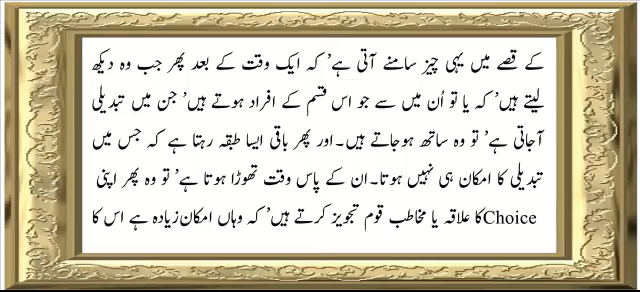 کے قصے میں یہی چیز سامنے آتی ہے’ کہ ایک وقت کے بعد پھر جب وہ دیکھ
لیتے ہیں’ کہ یا تو اُن میں سے جو اس قسم کے افراد ہوتے ہیں’ جن میں تبدیلی
آجاتی ہے’ تو وہ ساتھ ہوجاتے ہیں۔اور پھر باقی ایسا طبقہ رہتا ہے کہ جس میں
تبدیلی کا امکان ہی نہیں ہوتا۔ان کے پاس وقت تھوڑا ہوتا ہے’ تو وہ پھر اپنی
Choiceکا علاقہ یا مخاطب قوم تجویز کرتے ہیں’ کہ وہاں امکان زیادہ ہے اس کا